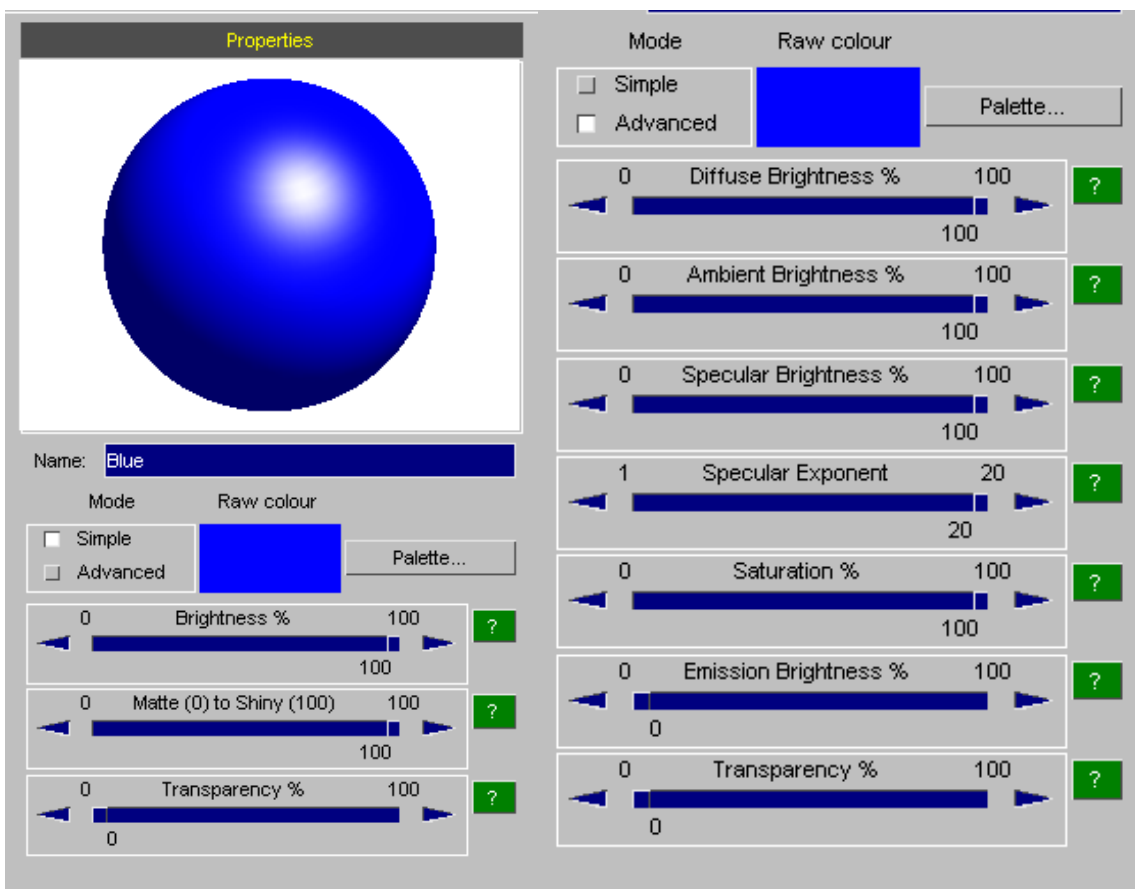 Properties
Name: Blue
Mode Raw colour
Simple
Advanced
Palette...
0 Brightness % 100
?
100
0 Matte (0) to Shiny (100) 100
?
100
0 Transparency % 100
?
0
Mode Raw colour
Simple
Advanced
Palette...
0 Diffuse Brightness % 100
?
100
0 Ambient Brightness % 100
?
100
0 Specular Brightness % 100
?
100
1 Specular Exponent 20
?
20
0 Saturation % 100
?
100
0 Emission Brightness % 100
?
0
0 Transparency % 100
?
0